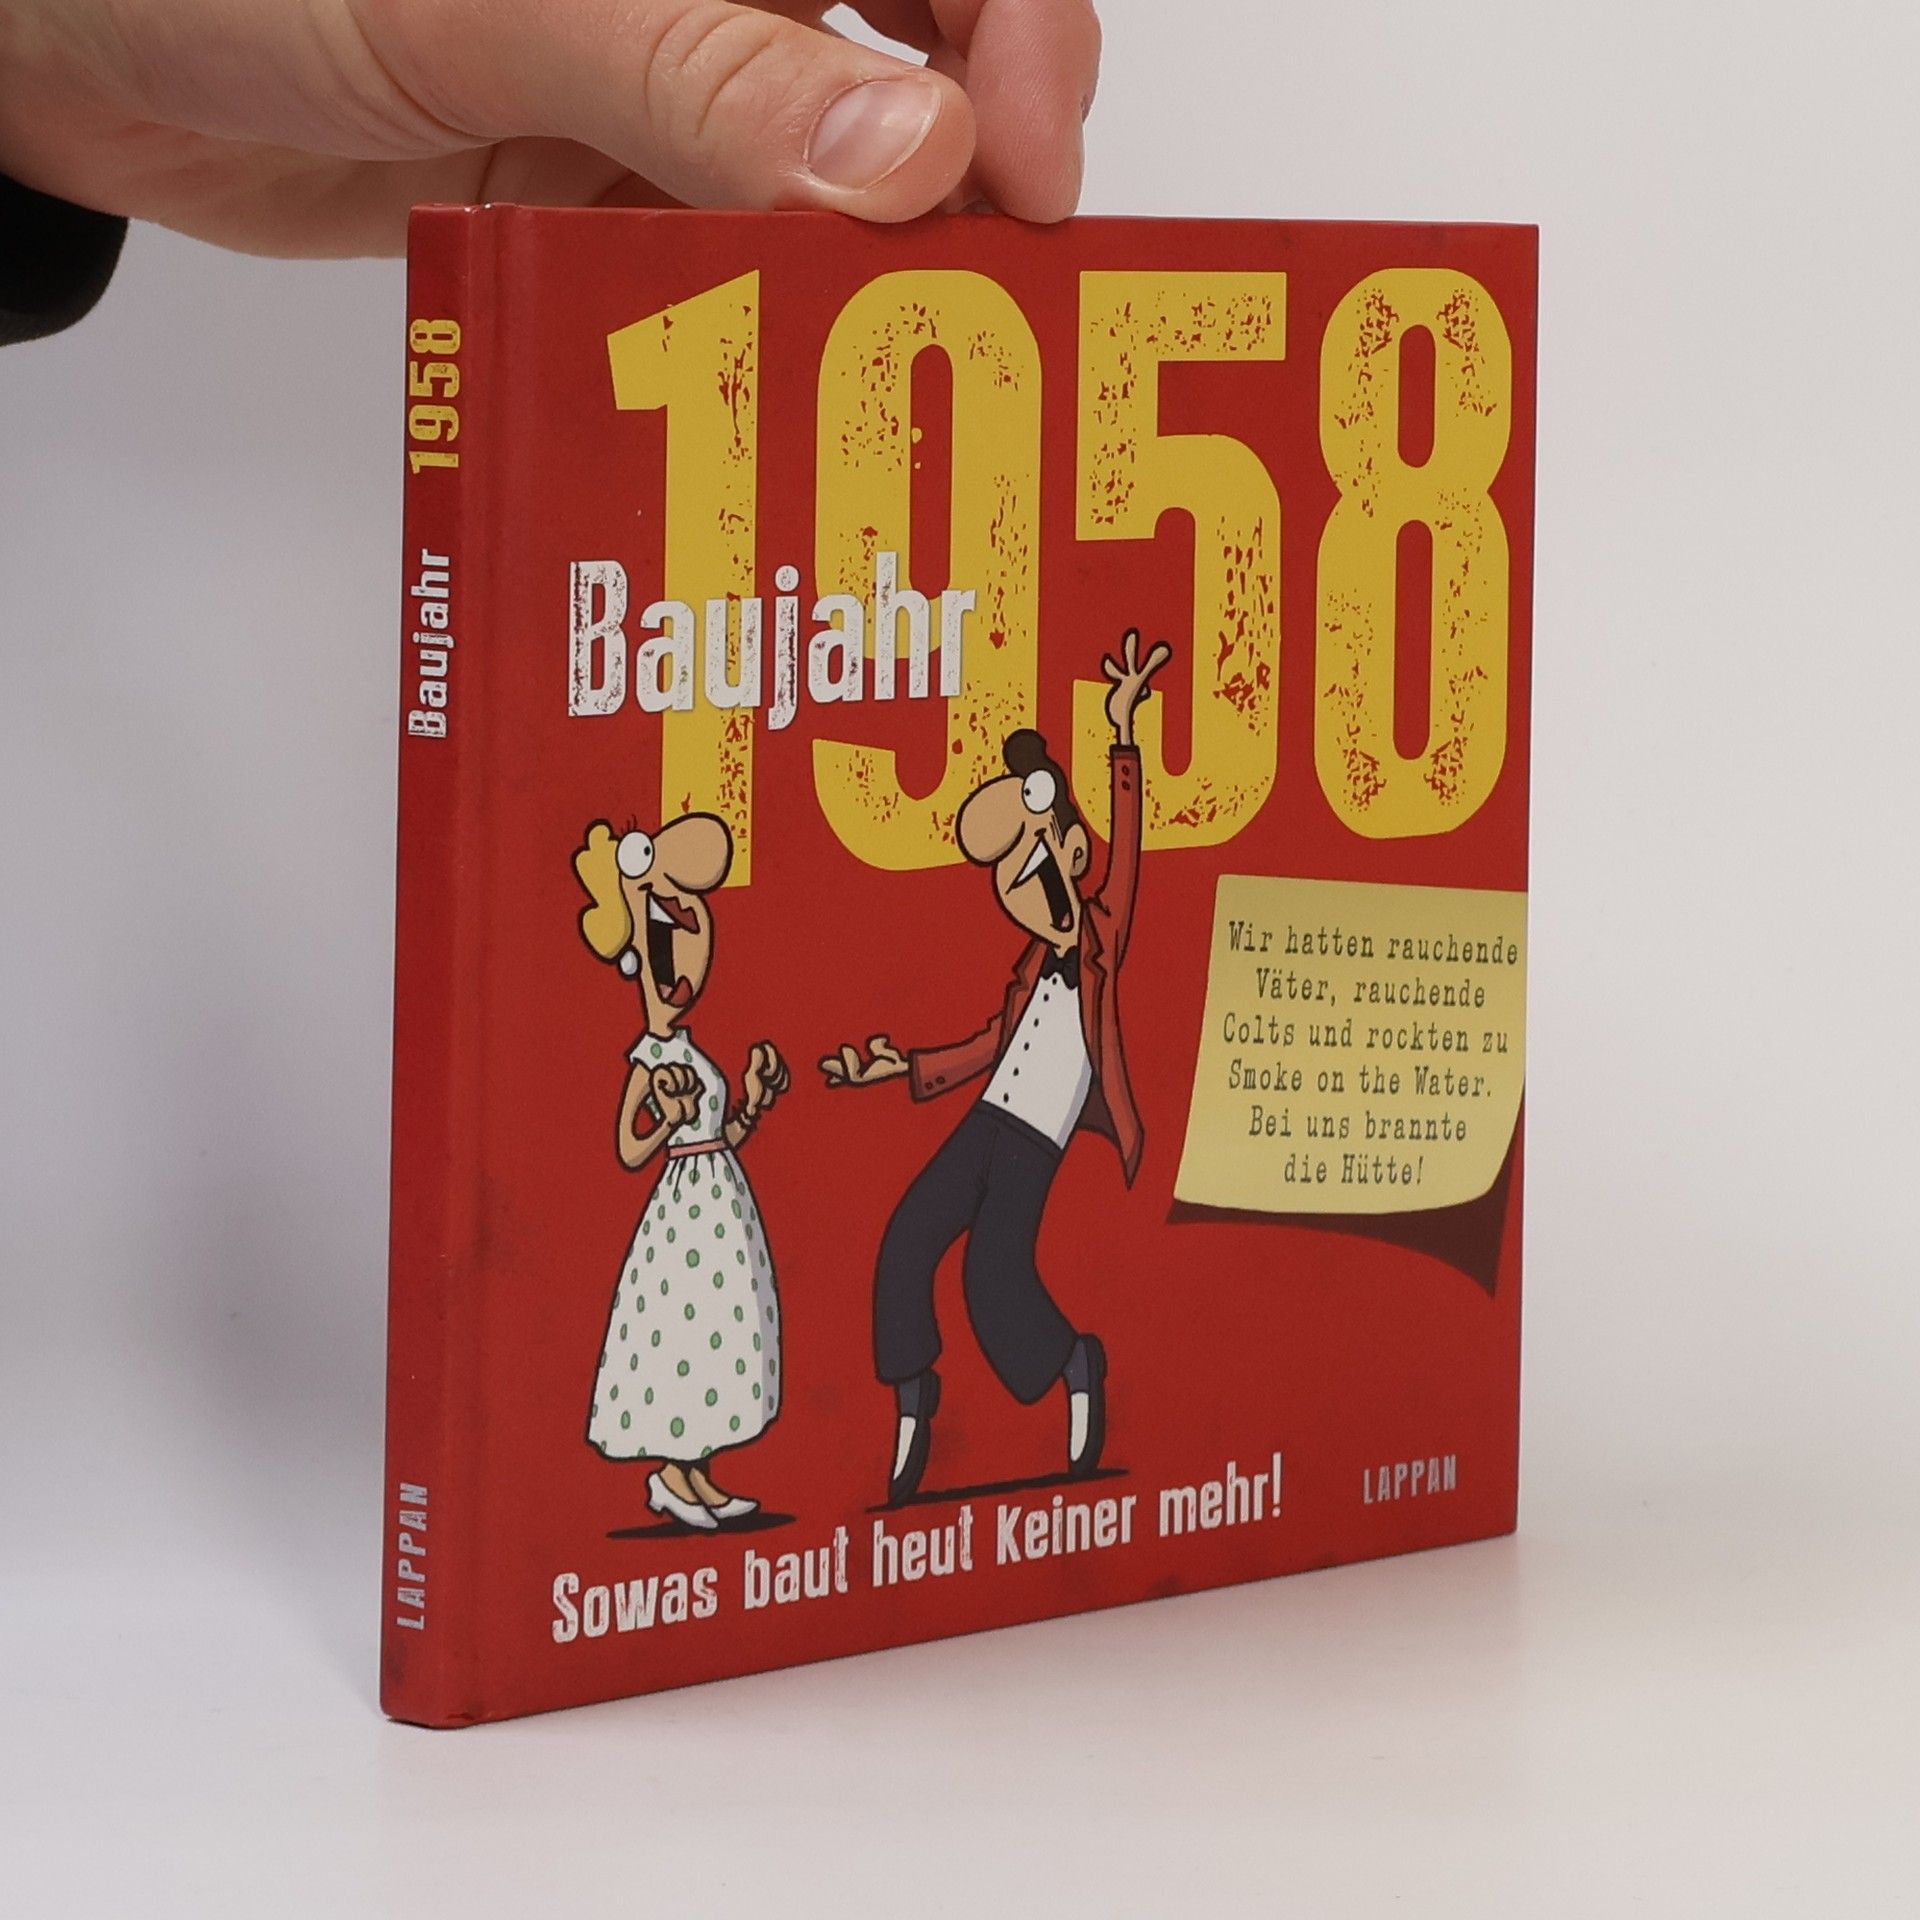 Baujahr 1958
LAPPAN
1958
Baujahr
Wir hatten rauchende
Väter, rauchende
Colts und rockten zu
Smoke on the Water.
Bei uns brannte
die Hütte!
Sowas baut heut keiner mehr!
LAPPAN